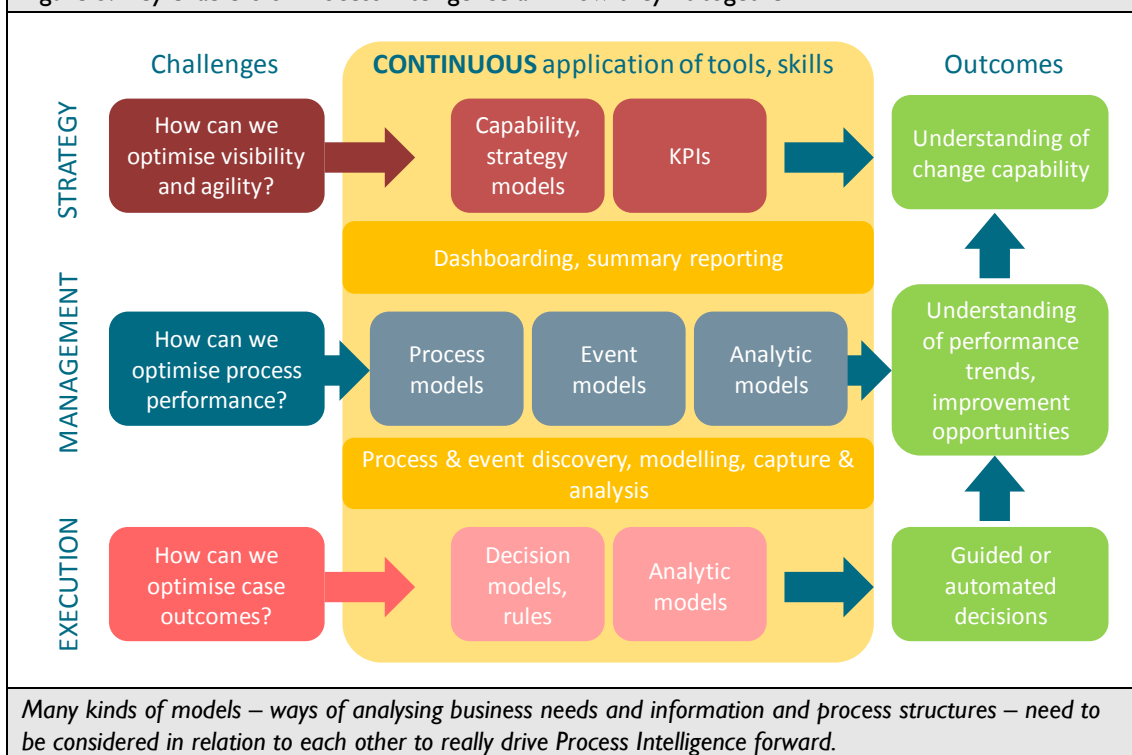 Challenges
CONTINUOUS application of tools, skills
Outcomes
STRATEGY
How can we
optimise visibility
and agility?
Capability,
strategy
models
KPIs
Understanding of
change capability
Dashboarding, summary reporting
MANAGEMENT
How can we
optimise process
performance?
Process
models
Event
models
Analytic
models
Understanding
of performance
trends,
improvement
opportunities
Process & event discovery, modelling, capture &
analysis
EXECUTION
How can we
optimise case
outcomes?
Decision
models,
rules
Analytic
models
Guided or
automated
decisions
Many kinds of models – ways of analysing business needs and information and process structures – need to
be considered in relation to each other to really drive Process Intelligence forward.